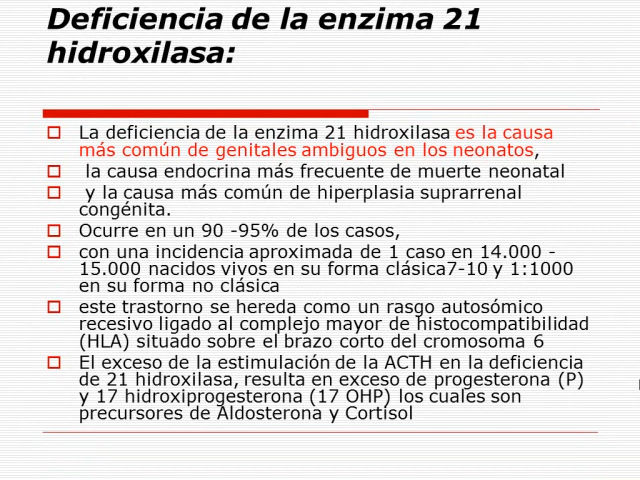 Deficiencia de la enzima 21
hidroxilasa:
La deficiencia de la enzima 21 hidroxilasa es la causa
más común de genitales ambiguos en los neonatos,
la causa endocrina más frecuente de muerte neonatal
y la causa más común de hiperplasia suprarrenal
congénita.
Ocurre en un 90 -95% de los casos,
con una incidencia aproximada de 1 caso en 14.000 -
15.000 nacidos vivos en su forma clásica7-10 y 1:1000
en su forma no clásica
este trastorno se hereda como un rasgo autosómico
recesivo ligado al complejo mayor de histocompatibilidad
(HLA) situado sobre el brazo corto del cromosoma 6
El exceso de la estimulación de la ACTH en la deficiencia
de 21 hidroxilasa, resulta en exceso de progesterona (P)
y 17 hidroxiprogesterona (17 OHP) los cuales son
precursores de Aldosterona y Cortisol